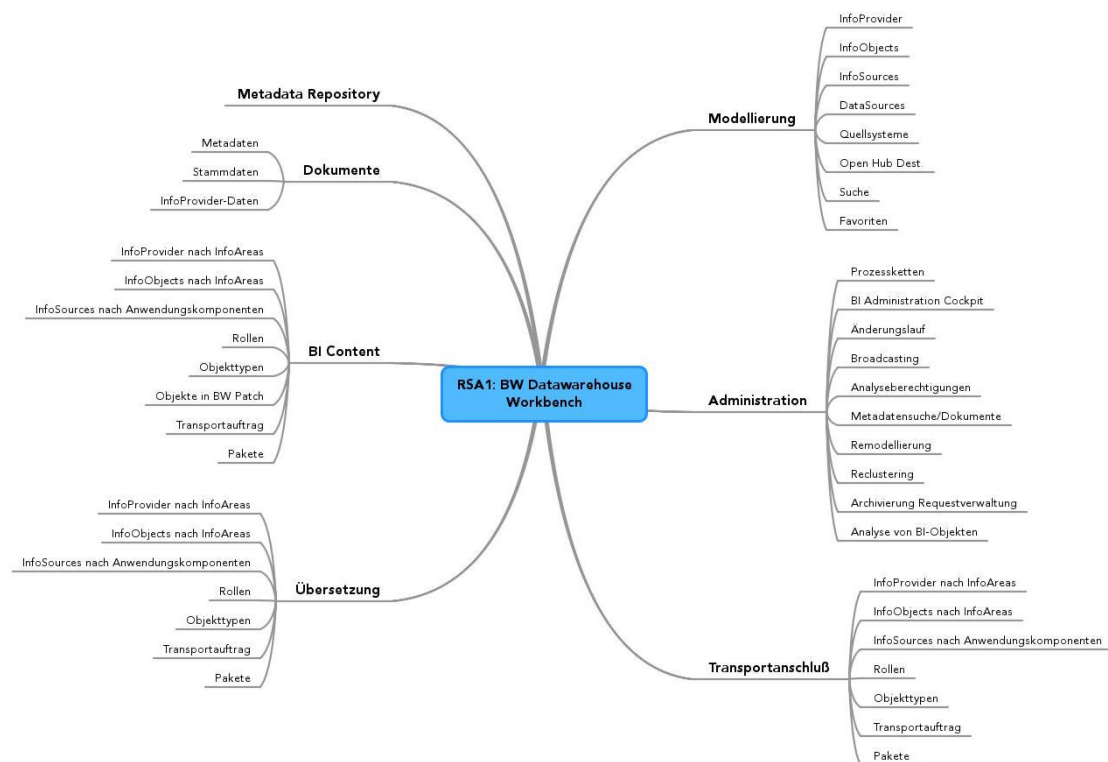 RSA1: BW Datawarehouse
Workbench
Metadata Repository
Dokumente
Metadaten
Stammdaten
InfoProvider-Daten
BI Content
InfoProvider nach InfoAreas
InfoObjects nach InfoAreas
InfoSources nach Anwendungskomponenten
Rollen
Objekttypen
Objekte in BW Patch
Transportauftrag
Pakete
Übersetzung
InfoProvider nach InfoAreas
InfoObjects nach InfoAreas
InfoSources nach Anwendungskomponenten
Rollen
Objekttypen
Transportauftrag
Pakete
Modellierung
InfoProvider
InfoObjects
InfoSources
DataSources
Quellsysteme
Open Hub Dest.
Suche
Favoriten
Administration
Prozessketten
BI Administration Cockpit
Änderungslauf
Broadcasting
Analyseberechtigungen
Metadatensuche/Dokumente
Remodellierung
Reclustering
Archivierung Requestverwaltung
Analyse von BI-Objekten
Transportanschluß
InfoProvider nach InfoAreas
InfoObjects nach InfoAreas
InfoSources nach Anwendungskomponenten
Rollen
Objekttypen
Transportauftrag
Pakete